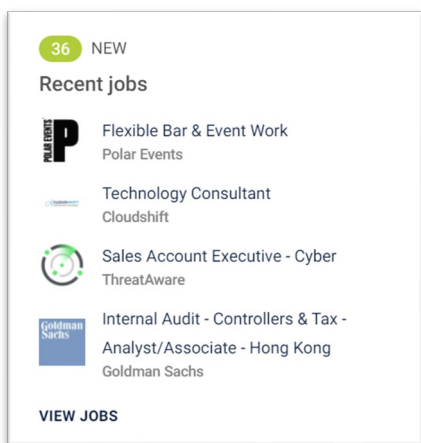 36 NEW
Recent jobs
POLAR EVENTS P
Flexible Bar & Event Work
Polar Events
Technology Consultant
Cloudshift
Sales Account Executive - Cyber
ThreatAware
Goldman
Sachs
Internal Audit - Controllers & Tax -
Analyst/Associate - Hong Kong
Goldman Sachs
VIEW JOBS